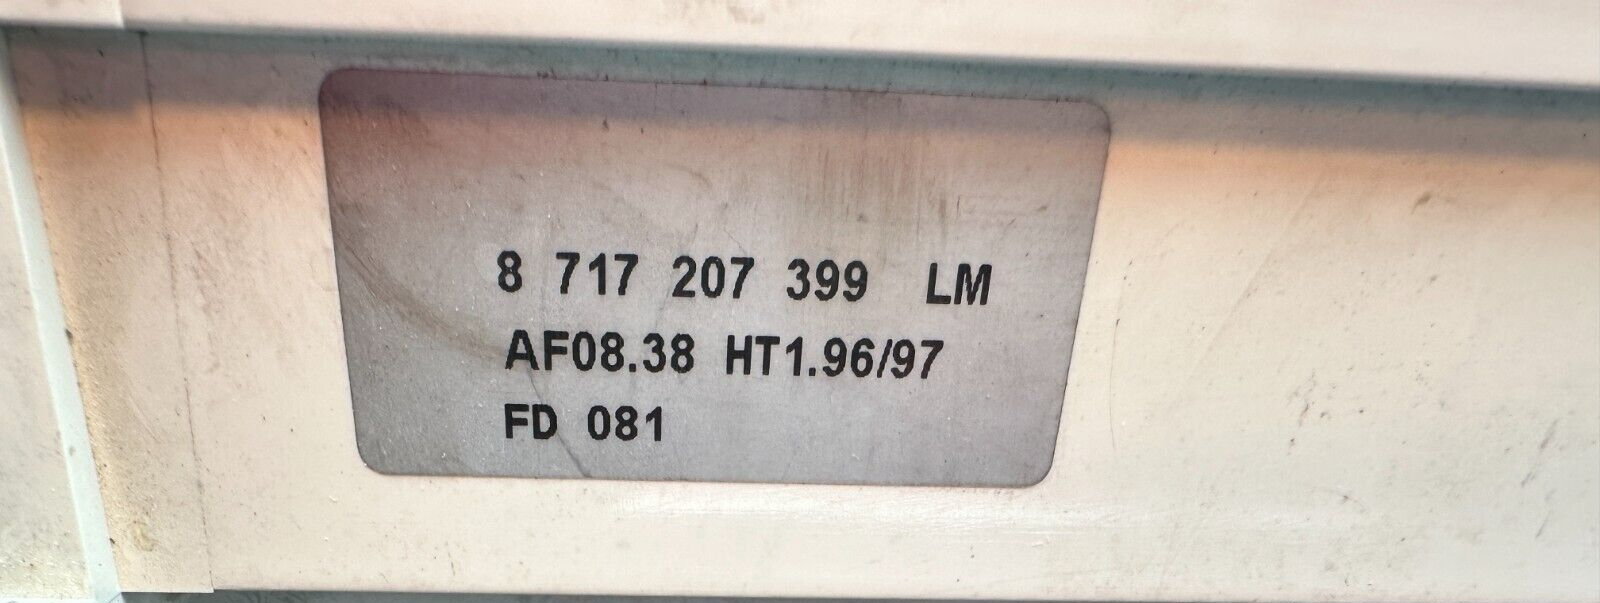 8 717 207 399 LM
AF08.38 HT1.96/97
FD 081